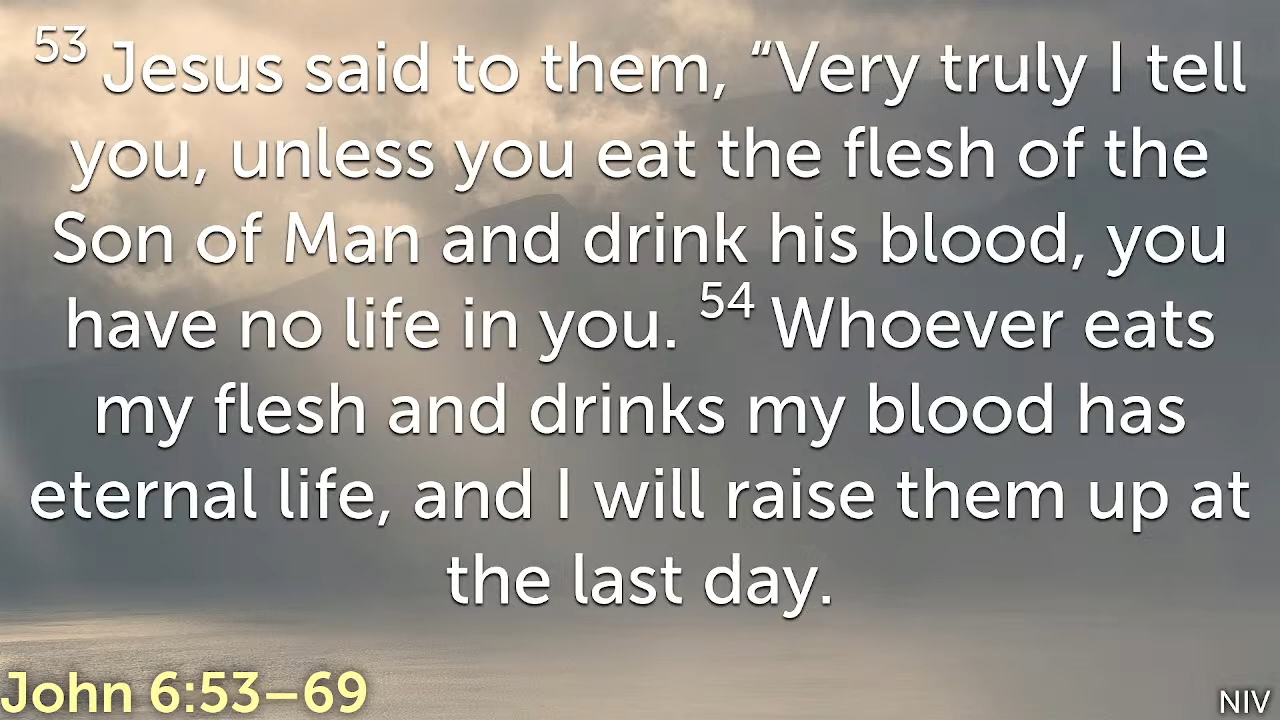 53 Jesus said to them, “Very truly I tell
you, unless you eat the flesh of the
Son of Man and drink his blood, you
have no life in you. 54 Whoever eats
my flesh and drinks my blood has
eternal life, and I will raise them up at
the last day.
John 6:53–69
NIV